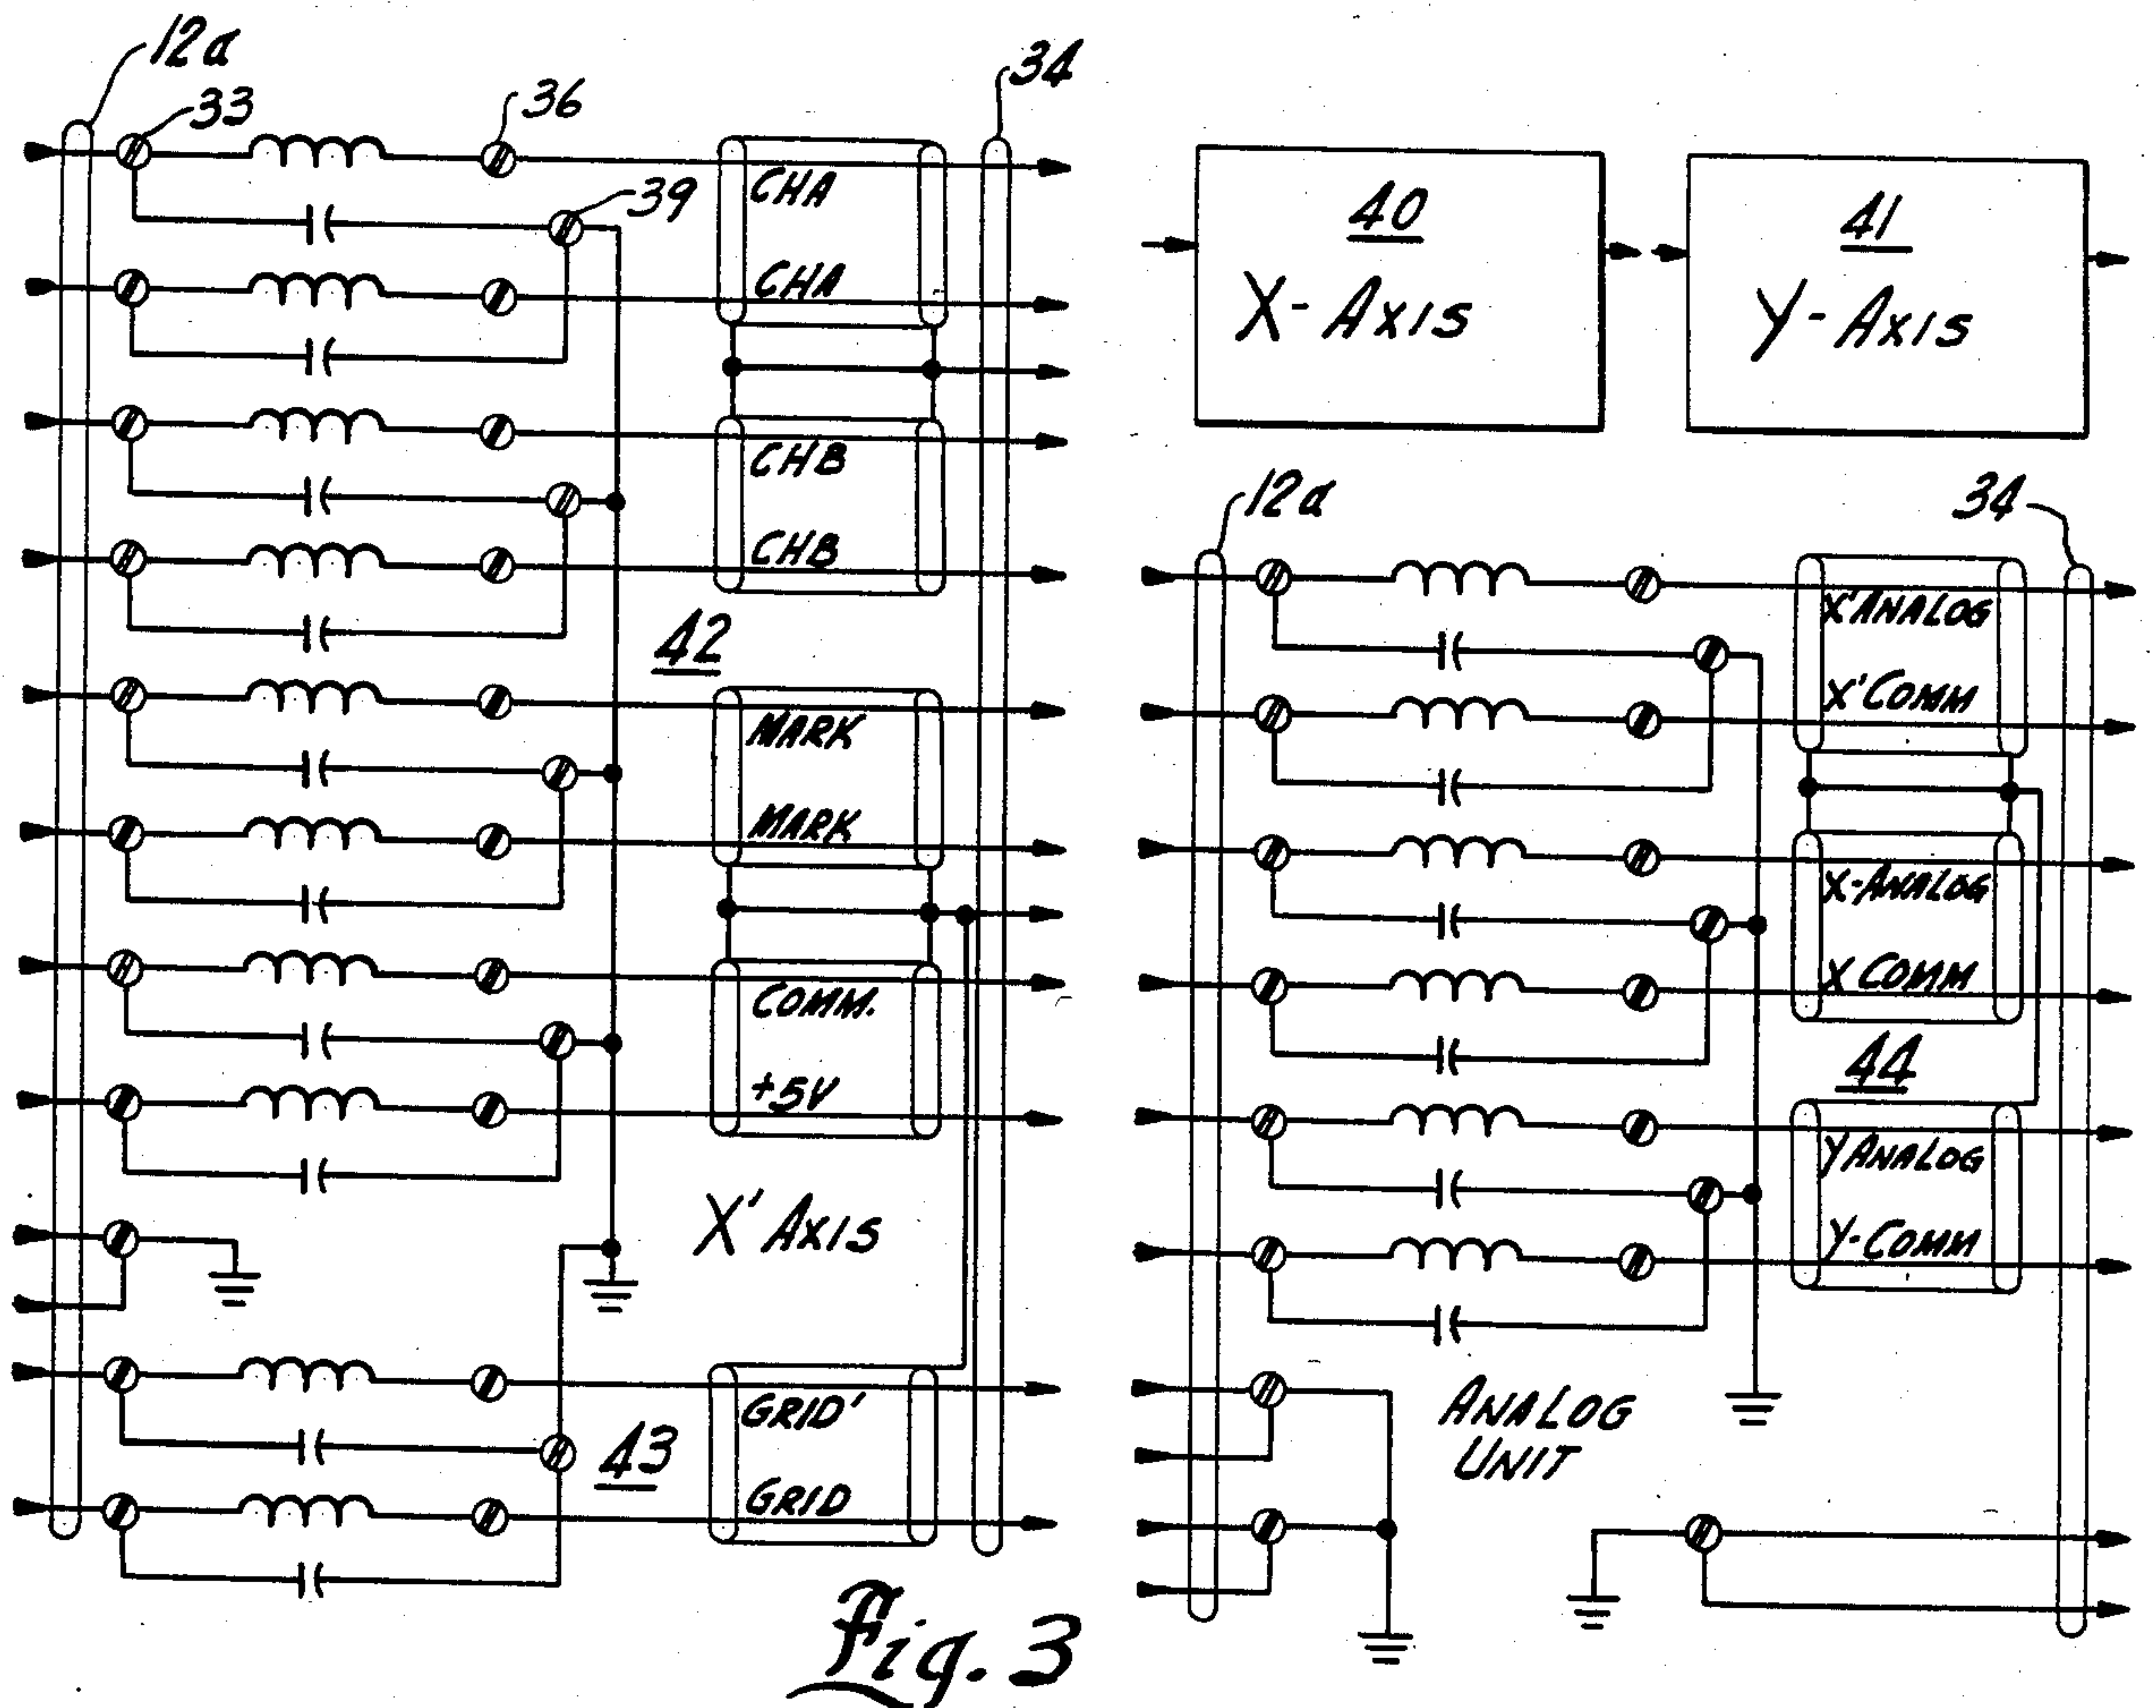 12a
33
36
34
39
CHA
CHA
CHB
CHB
42
MARK
MARK
COMM.
+5V
X' AXIS
43
GRID'
GRID
40
X-AXIS
41
Y-AXIS
12a
34
X'ANALOG
X'COMM
X-ANALOG
X COMM
44
Y ANALOG
Y-COMM
ANALOG
UNIT
Fig. 3